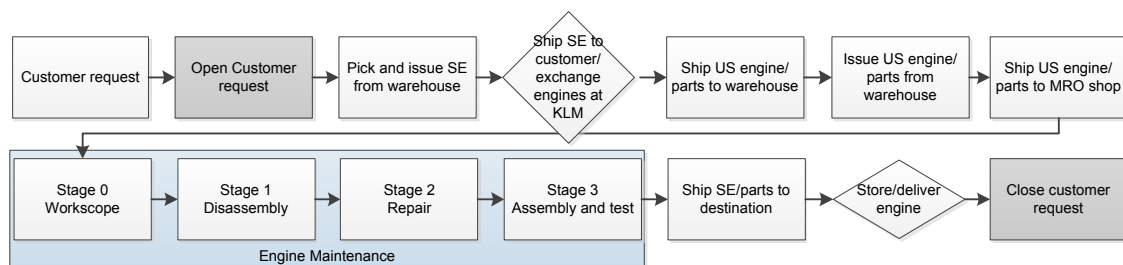 Customer request
Open Customer
request
Pick and issue SE
from warehouse
Ship SE to
customer/
exchange
engines at
KLM
Ship US engine/
parts to warehouse
Issue US engine/
parts from
warehouse
Ship US engine/
parts to MRO shop
Stage 0
Workscope
Stage 1
Disassembly
Stage 2
Repair
Stage 3
Assembly and test
Ship SE/parts to
destination
Store/deliver
engine
Close customer
request
Engine Maintenance